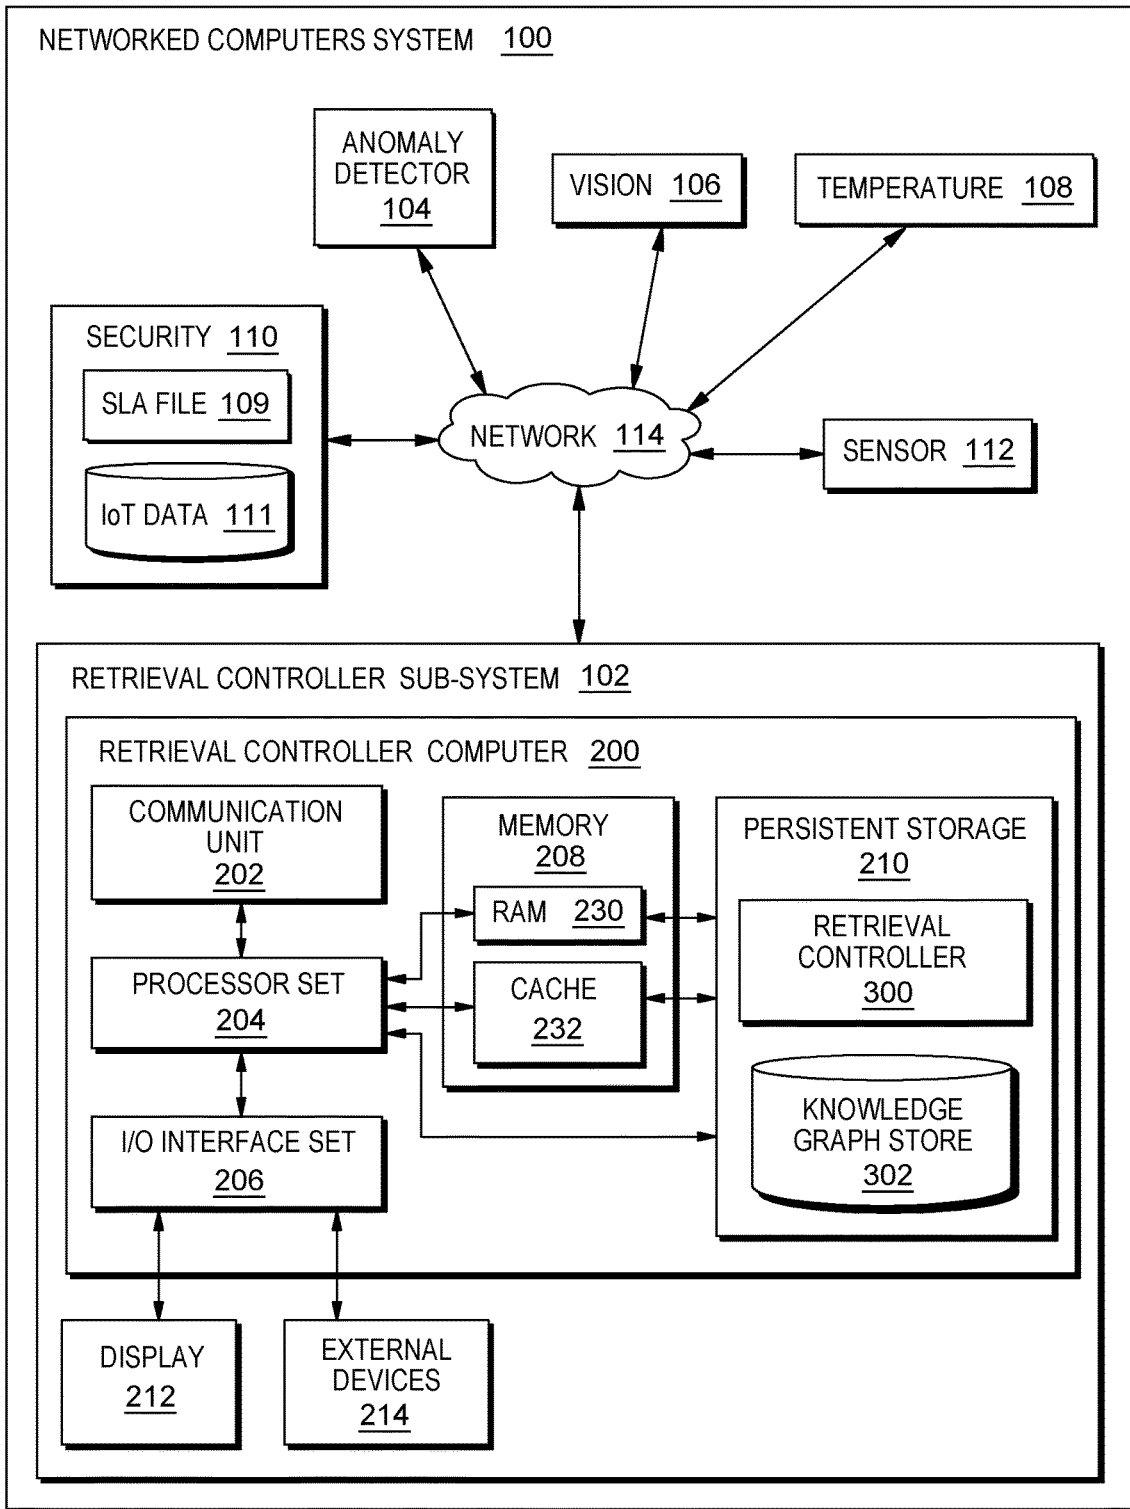 NETWORKED COMPUTERS SYSTEM 100
ANOMALY
DETECTOR
104
VISION 106
TEMPERATURE 108
SECURITY 110
SLA FILE 109
IoT DATA 111
NETWORK 114
SENSOR 112
RETRIEVAL CONTROLLER SUB-SYSTEM 102
RETRIEVAL CONTROLLER COMPUTER 200
COMMUNICATION
UNIT
202
PROCESSOR SET
204
I/O INTERFACE SET
206
MEMORY
208
RAM 230
CACHE
232
PERSISTENT STORAGE
210
RETRIEVAL
CONTROLLER
300
KNOWLEDGE
GRAPH STORE
302
DISPLAY
212
EXTERNAL
DEVICES
214